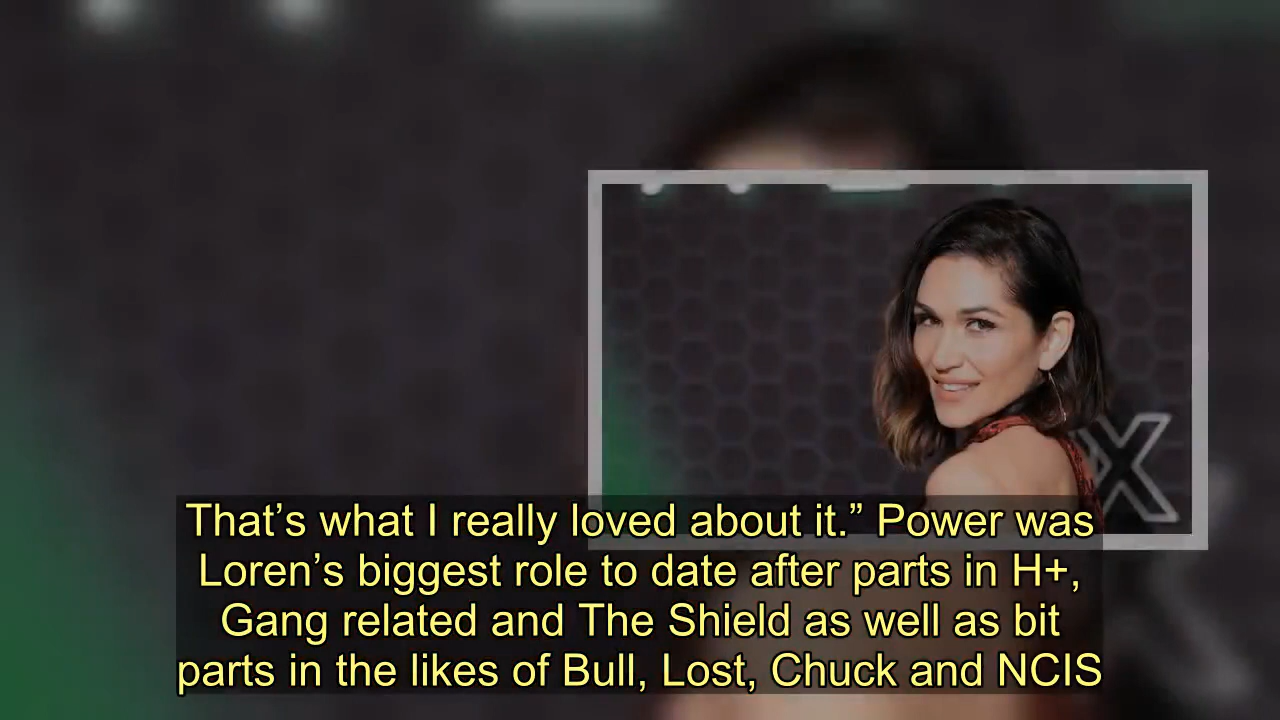 X
That’s what I really loved about it.” Power was
Loren’s biggest role to date after parts in H+,
Gang related and The Shield as well as bit
parts in the likes of Bull, Lost, Chuck and NCIS